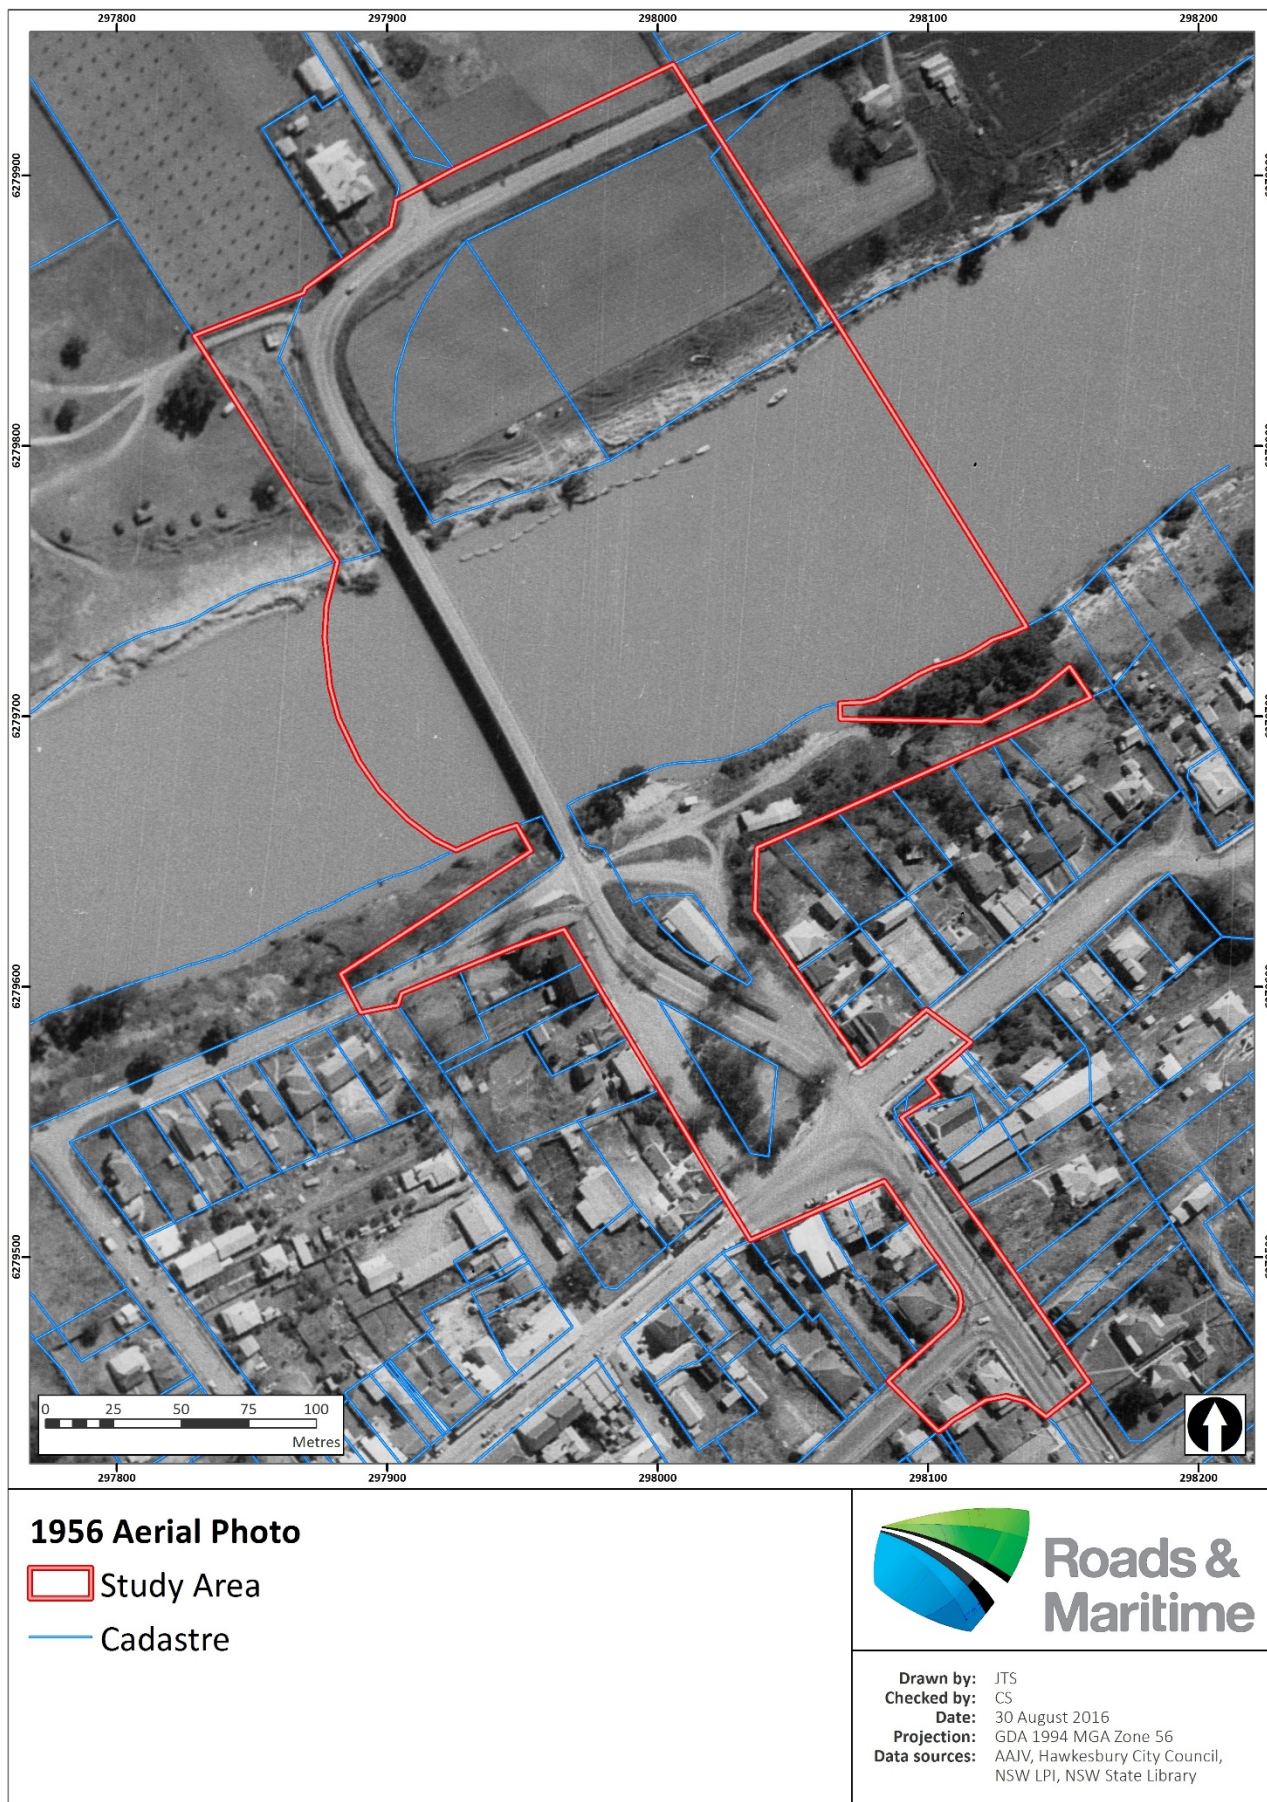 297800 297900 298000 298100 298200
6279900
6279800
6279700
6279600
6279500
0 25 50 75 100
Metres
297800 297900 298000 298100 298200
1956 Aerial Photo
Study Area
Cadastre
Roads &
Maritime
Drawn by: JTS
Checked by: CS
Date: 30 August 2016
Projection: GDA 1994 MGA Zone 56
Data sources: AAJV, Hawkesbury City Council,
NSW LPI, NSW State Library